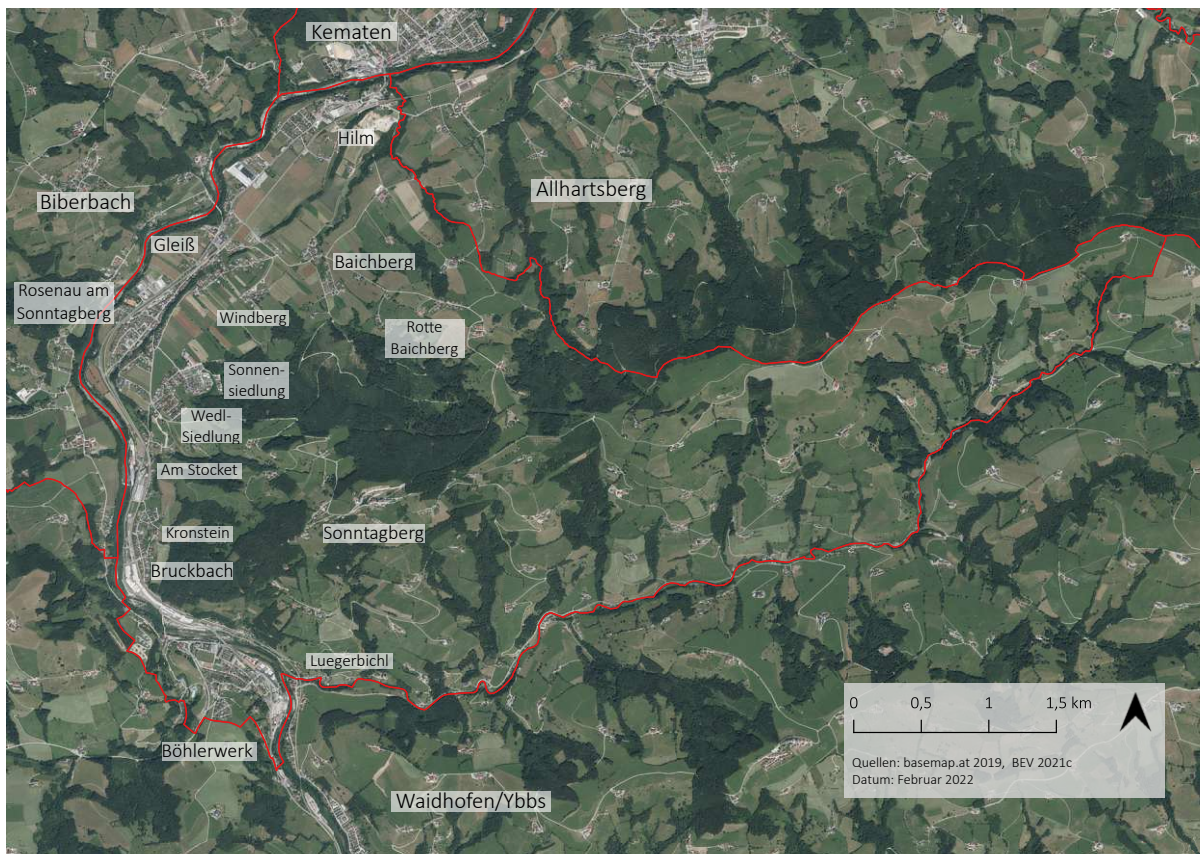 Kematen
Hilm
Allhartsberg
Biberbach
Gleiß
Baichberg
Rosenau am
Sonntagberg
Windberg
Rotte
Baichberg
Sonnen-
siedlung
Wedl-
Siedlung
Am Stocket
Kronstein
Sonntagberg
Bruckbach
Luegerbichl
Böhlerwerk
Waidhofen/Ybbs
0 0,5 1 1,5 km
Quellen: basemap.at 2019, BEV 2021c
Datum: Februar 2022